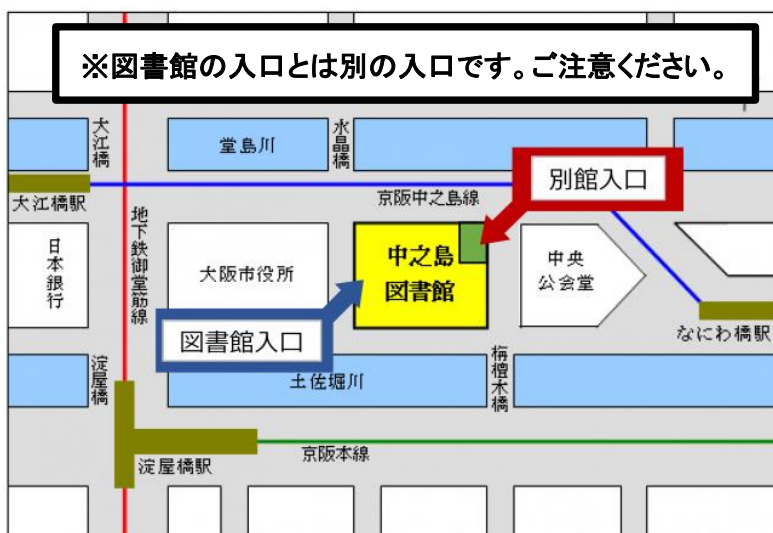 ※図書館の入口とは別の入口です。ご注意ください。
大江橋
堂島川
水晶橋
別館入口
大江橋駅
京阪中之島線
地下鉄御堂筋線
日本銀行
大阪市役所
中之島
図書館
中央
公会堂
図書館入口
なにわ橋駅
淀屋橋
土佐堀川
栴檀木橋
淀屋橋駅
京阪本線